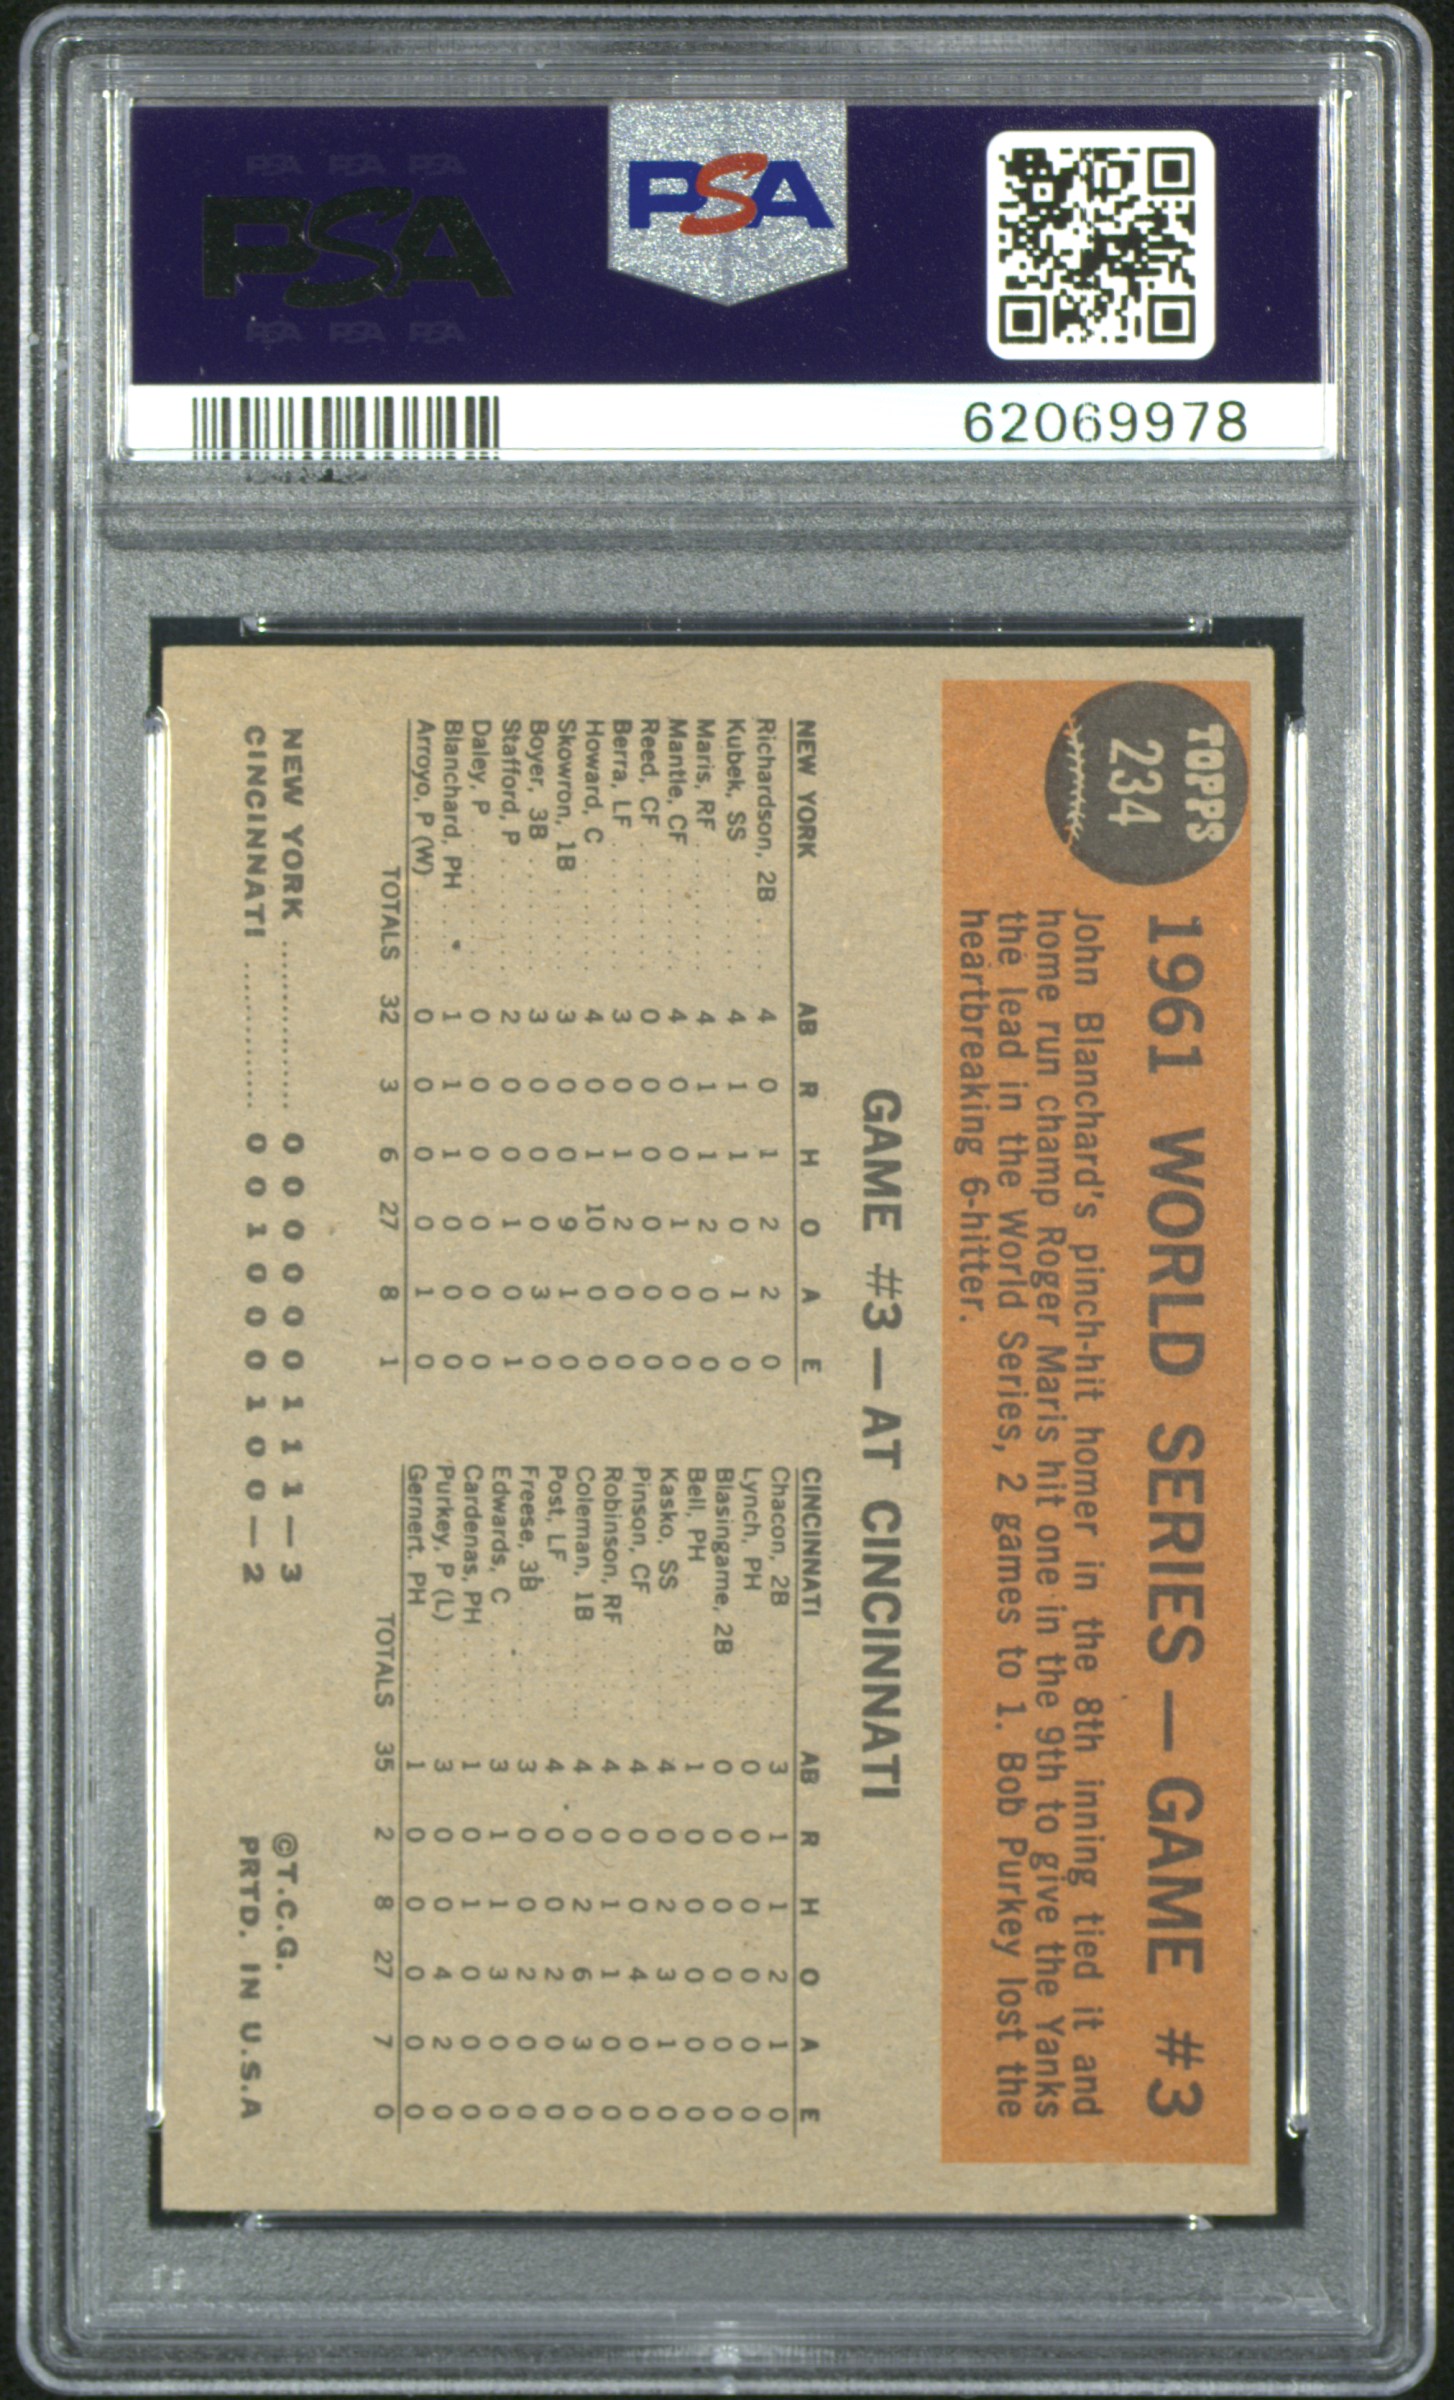 PSA PSA PSA
PSA
PSA PSA PSA
PSA
62069978
TOPPS
234
1961 WORLD SERIES — GAME #3
John Blanchard's pinch-hit homer in the 8th inning tied it and
home run champ Roger Maris hit one in the 9th to give the Yanks
the lead in the World Series, 2 games to 1. Bob Purkey lost the
heartbreaking 6-hitter.
GAME #3 — AT CINCINNATI
NEW YORK AB R H O A E
Richardson, 2B .... 4 0 1 2 2 0
Kubek, SS .... 4 1 1 0 1 0
Maris, RF .... 4 1 1 2 0 0
Mantle, CF .... 4 0 0 1 0 0
Reed, CF .... 0 0 0 0 0 0
Berra, LF .... 3 0 1 2 0 0
Howard, C .... 4 0 1 10 0 0
Skowron, 1B .... 3 0 0 9 1 0
Boyer, 3B .... 3 0 0 0 3 0
Stafford, P .... 2 0 0 1 0 1
Daley, P .... 0 0 0 0 0 0
Blanchard, PH .... 1 1 1 0 0 0
Arroyo, P (W) .... 0 0 0 0 1 0
TOTALS 32 3 6 27 8 1
CINCINNATI AB R H O A E
Chacon, 2B .... 3 1 1 2 1 0
Lynch, PH .... 0 0 0 0 0 0
Blasingame, 2B .... 0 0 0 0 0 0
Bell, PH .... 1 0 0 0 0 0
Kasko, SS .... 4 0 2 3 1 0
Pinson, CF .... 4 0 0 4 0 0
Robinson, RF .... 4 0 1 1 0 0
Coleman, 1B .... 4 0 2 6 3 0
Post, LF .... 4 0 0 2 0 0
Freese, 3B .... 3 0 0 2 0 0
Edwards, C .... 3 1 1 3 0 0
Cardenas, PH .... 1 0 1 0 0 0
Purkey, P (L) .... 3 0 0 4 2 0
Gernert, PH .... 1 0 0 0 0 0
TOTALS 35 2 8 27 7 0
NEW YORK .............. 0 0 0 0 0 0 1 1 1 — 3
CINCINNATI ............ 0 0 1 0 0 0 1 0 0 — 2
©T.C.G.
PRTD. IN U.S.A
PSA